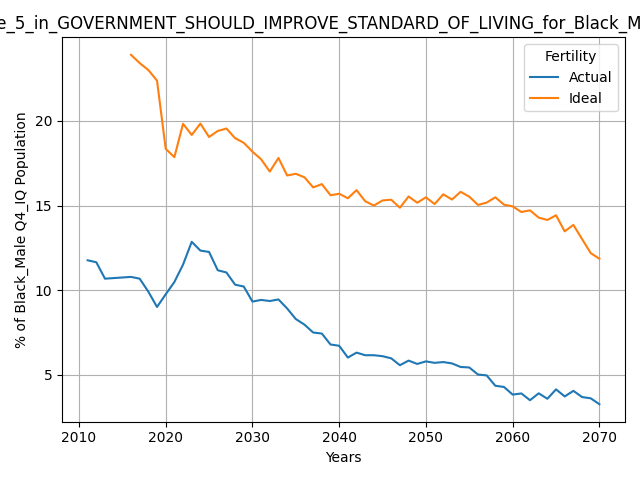 e_5_in_GOVERNMENT_SHOULD_IMPROVE_STANDARD_OF_LIVING_for_Black_M
Fertility
Actual
Ideal
% of Black_Male Q4_IQ Population
20
15
10
5
2010 2020 2030 2040 2050 2060 2070
Years